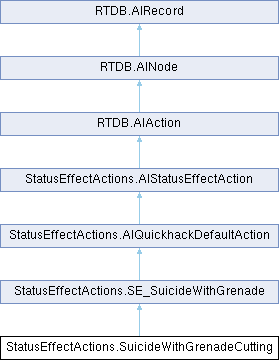 RTDB.AIRecord
RTDB.AINode
RTDB.AIAction
StatusEffectActions.AIStatusEffectAction
StatusEffectActions.AIQuickhackDefaultAction
StatusEffectActions.SE_SuicideWithGrenade
StatusEffectActions.SuicideWithGrenadeCutting